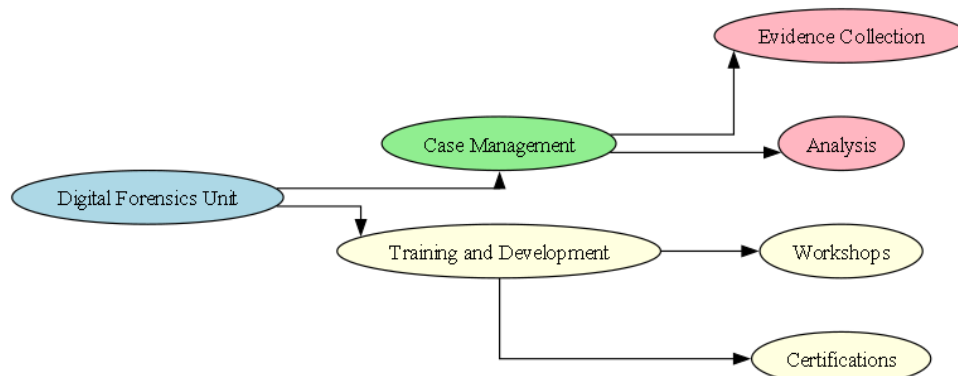 Evidence Collection
Case Management
Analysis
Digital Forensics Unit
Training and Development
Workshops
Certifications